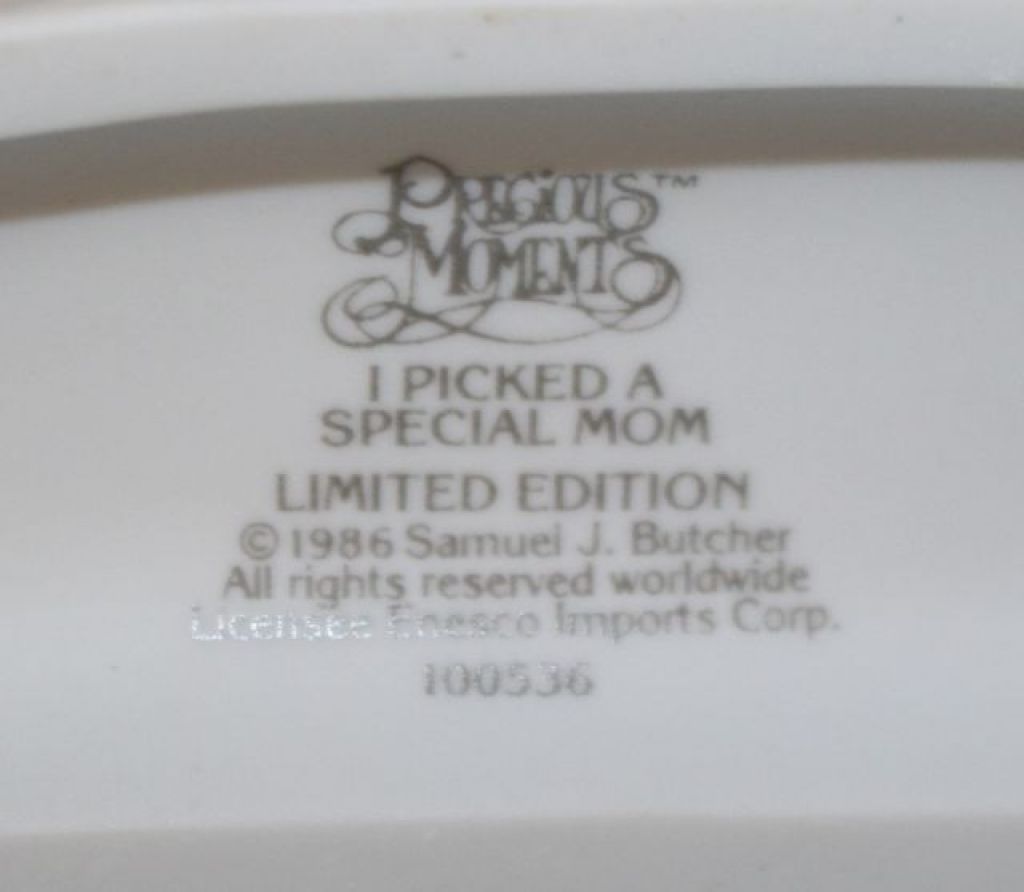 PRECIOUS™
MOMENTS
I PICKED A
SPECIAL MOM
LIMITED EDITION
©1986 Samuel J. Butcher
All rights reserved worldwide
Licensee Enesco Imports Corp.
100536